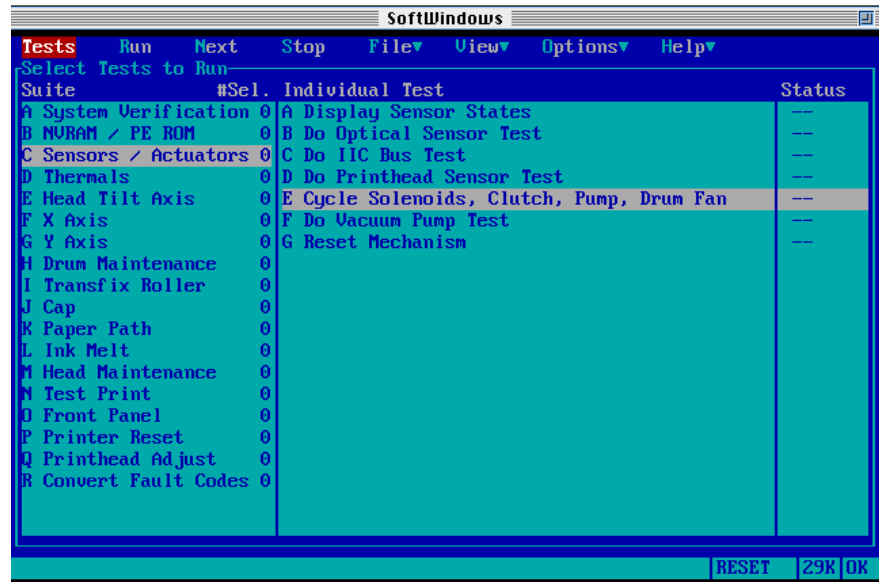 SoftWindows
Tests Run Next Stop File▼ View▼ Options▼ Help▼
Select Tests to Run
Suite #Sel. Individual Test Status
A System Verification 0 A Display Sensor States --
B NVRAM / PE ROM 0 B Do Optical Sensor Test --
C Sensors / Actuators 0 C Do IIC Bus Test --
D Thermals 0 D Do Printhead Sensor Test --
E Head Tilt Axis 0 E Cycle Solenoids, Clutch, Pump, Drum Fan --
F X Axis 0 F Do Vacuum Pump Test --
G Y Axis 0 G Reset Mechanism --
H Drum Maintenance 0
I Transfix Roller 0
J Cap 0
K Paper Path 0
L Ink Melt 0
M Head Maintenance 0
N Test Print 0
O Front Panel 0
P Printer Reset 0
Q Printhead Adjust 0
R Convert Fault Codes 0
RESET 29K OK